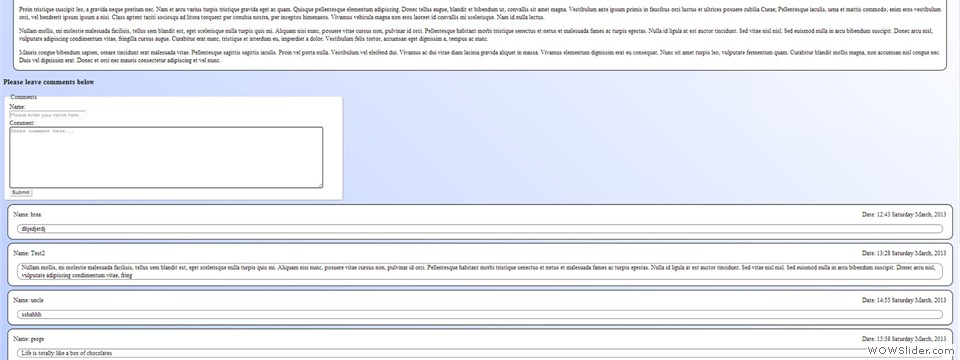 Proin tristique suscipit leo, a gravida neque pretium nec. Nam et arcu varius turpis tristique gravida eget ac quam. Quisque pellentesque elementum adipiscing. Donec tellus augue, blandit et bibendum ut, convallis sit amet magna. Vestibulum ante ipsum primis in faucibus orci luctus et ultrices posuere cubilia Curae; Pellentesque iaculis, urna et mattis commodo, enim eros vestibulum
orci, vel hendrerit ipsum ipsum a nisi. Class aptent taciti sociosqu ad litora torquent per conubia nostra, per inceptos himenaeos. Vivamus vehicula magna non eros laoreet id convallis mi scelerisque. Nam id nulla lectus.
Nullam mollis, mi molestie malesuada facilisis, tellus sem blandit est, eget scelerisque nulla turpis quis mi. Aliquam nisi nunc, posuere vitae cursus non, pulvinar id orci. Pellentesque habitant morbi tristique senectus et netus et malesuada fames ac turpis egestas. Nulla id ligula at est auctor tincidunt. Sed vitae nisl nisl. Sed euismod nulla in arcu bibendum suscipit. Donec arcu nisl,
vulputate adipiscing condimentum vitae, fringilla cursus augue. Curabitur erat nunc, tristique et interdum eu, imperdiet a dolor. Vestibulum felis tortor, accumsan eget dignissim a, tempus ac nunc.
Mauris congue bibendum sapien, ornare tincidunt erat malesuada vitae. Pellentesque sagittis sagittis iaculis. Proin vel porta nulla. Vestibulum vel eleifend dui. Vivamus ac dui vitae diam lacinia gravida aliquet in massa. Vivamus elementum dignissim erat eu consequat. Nunc sit amet turpis leo, vulputate fermentum quam. Curabitur blandit mollis magna, non accumsan nisl congue nec.
Duis vel dignissim erat. Donec et orci nec mauris consectetur adipiscing et vel nunc.
Please leave comments below
Comments
Name:
Please enter your name here...
Comment:
Enter comment here...
Submit
Name: htea Date: 12:43 Saturday March, 2013
dhjedjetdj
Name: Test2 Date: 13:28 Saturday March, 2013
Nullam mollis, mi molestie malesuada facilisis, tellus sem blandit est, eget scelerisque nulla turpis quis mi. Aliquam nisi nunc, posuere vitae cursus non, pulvinar id orci. Pellentesque habitant morbi tristique senectus et netus et malesuada fames ac turpis egestas. Nulla id ligula at est auctor tincidunt. Sed vitae nisl nisl. Sed euismod nulla in arcu bibendum suscipit. Donec arcu nisl,
vulputate adipiscing condimentum vitae, fring
Name: uncle Date: 14:55 Saturday March, 2013
sshahhh
Name: geoge Date: 15:38 Saturday March, 2013
Life is totally like a box of chocolates
WOWSlider.com